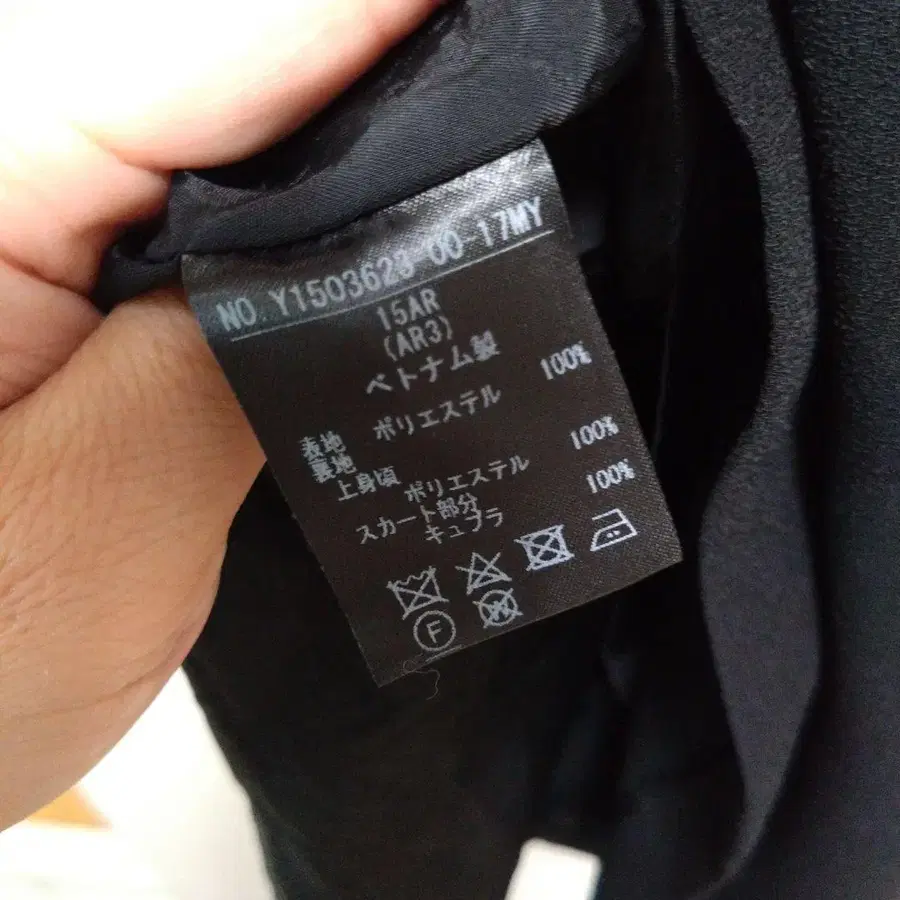 NO.Y1503623-00-17MY
15AR
(AR3)
ベトナム製
表地 ポリエステル 100%
裏地
上身頃 ポリエステル 100%
スカート部分 キュプラ 100%
F
W